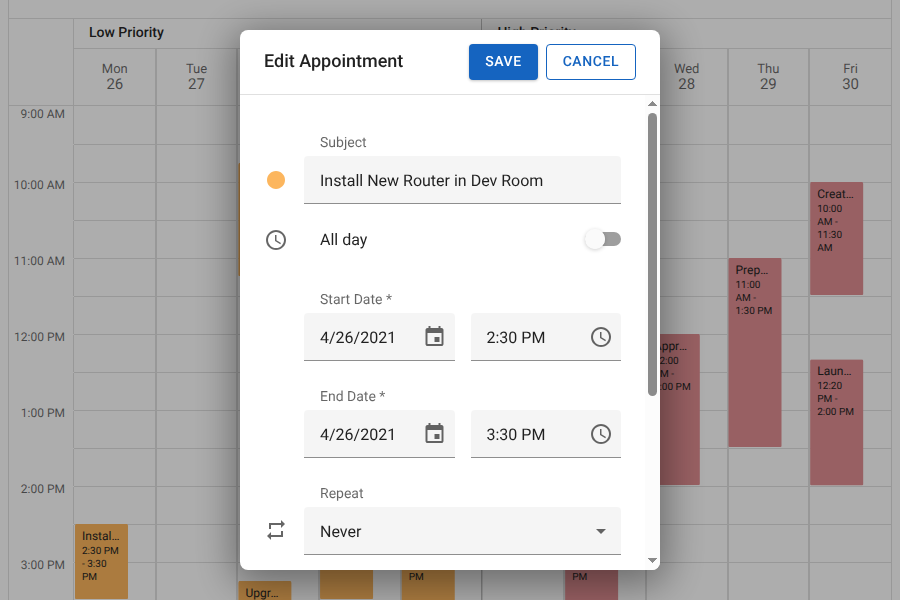 Low Priority
High Priority
Mon
26
Tue
27
Wed
28
Thu
29
Fri
30
9:00 AM
10:00 AM
11:00 AM
12:00 PM
1:00 PM
2:00 PM
3:00 PM
Instal...
2:30 PM
- 3:30
PM
Upgr...
PM
PM
Prep...
11:00
AM -
1:30 PM
Creat...
10:00
AM -
11:30
AM
Laun...
12:20
PM -
2:00 PM
Edit Appointment
SAVE
CANCEL
Subject
Install New Router in Dev Room
All day
Start Date *
4/26/2021
2:30 PM
End Date *
4/26/2021
3:30 PM
Repeat
Never